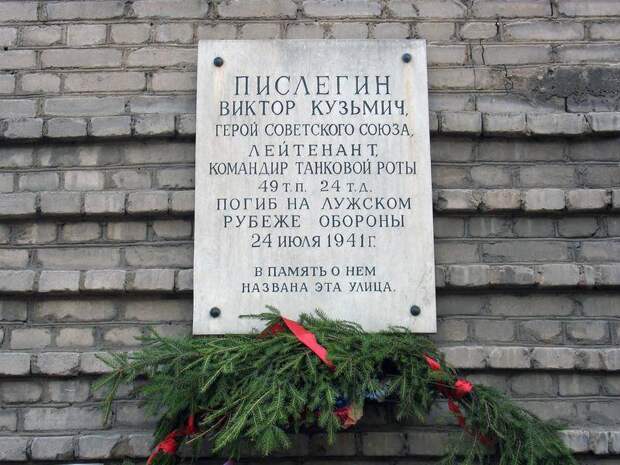 ПИСЛЕГИН
ВИКТОР КУЗЬМИЧ,
ГЕРОЙ СОВЕТСКОГО СОЮЗА,
ЛЕЙТЕНАНТ,
КОМАНДИР ТАНКОВОЙ РОТЫ
49 Т.П. 24 Т.Д.
ПОГИБ НА ЛУЖСКОМ
РУБЕЖЕ ОБОРОНЫ
24 ИЮЛЯ 1941 Г.
В ПАМЯТЬ О НЕМ
НАЗВАНА ЭТА УЛИЦА.